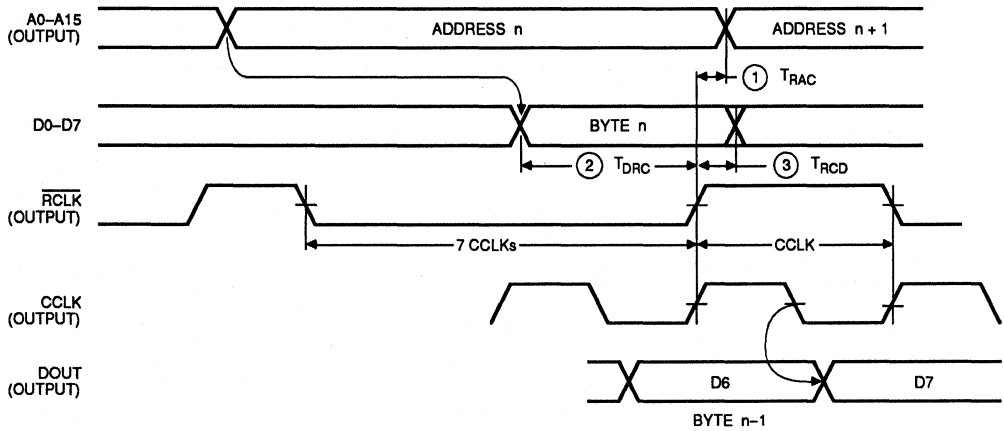 A0–A15
(OUTPUT)
ADDRESS n
ADDRESS n + 1
① TRAC
D0–D7
BYTE n
② TDRC
③ TRCD
RCLK
(OUTPUT)
7 CCLKs
CCLK
CCLK
(OUTPUT)
DOUT
(OUTPUT)
D6
D7
BYTE n-1